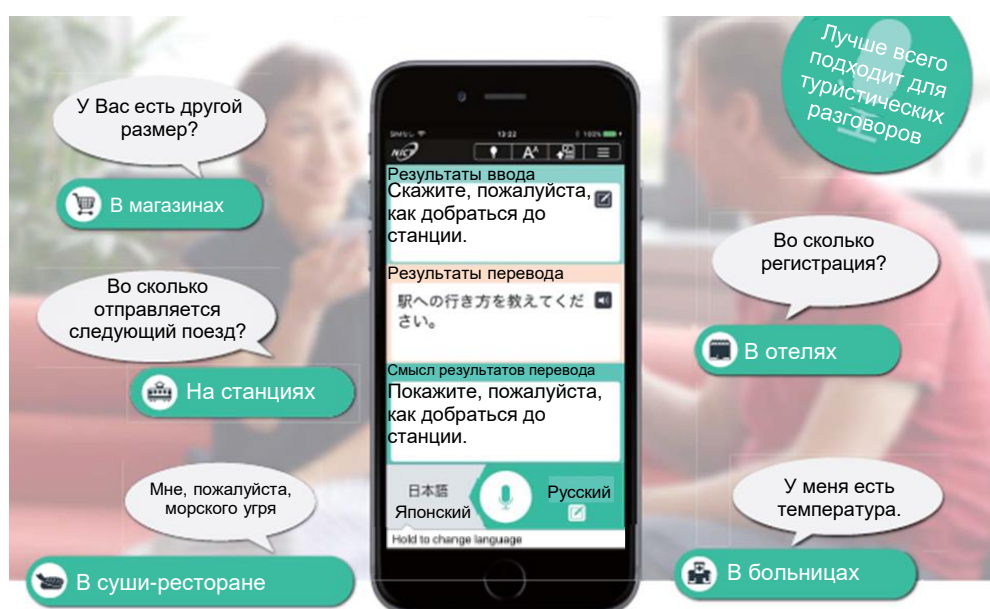 Лучше всего
подходит для
туристических
разговоров
У Вас есть другой
размер?
В магазинах
Во сколько
отправляется
следующий поезд?
На станциях
Мне, пожалуйста,
морского угря
В суши-ресторане
13:22
100%
NICT
Результаты ввода
Скажите, пожалуйста,
как добраться до
станции.
Результаты перевода
駅への行き方を教えてくだ
さい。
Смысл результатов перевода
Покажите, пожалуйста,
как добраться до
станции.
日本語
Японский
Русский
Hold to change language
Во сколько
регистрация?
В отелях
У меня есть
температура.
В больницах